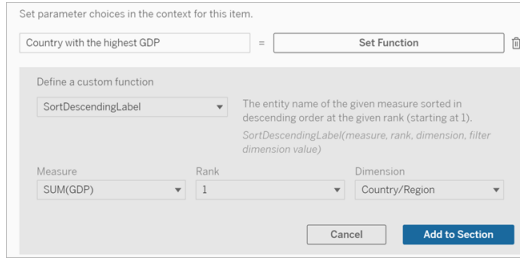 Set parameter choices in the context for this item.
Country with the highest GDP = Set Function
Define a custom function
SortDescendingLabel
The entity name of the given measure sorted in
descending order at the given rank (starting at 1).
SortDescendingLabel(measure, rank, dimension, filter
dimension value)
Measure Rank Dimension
SUM(GDP) 1 Country/Region
Cancel Add to Section